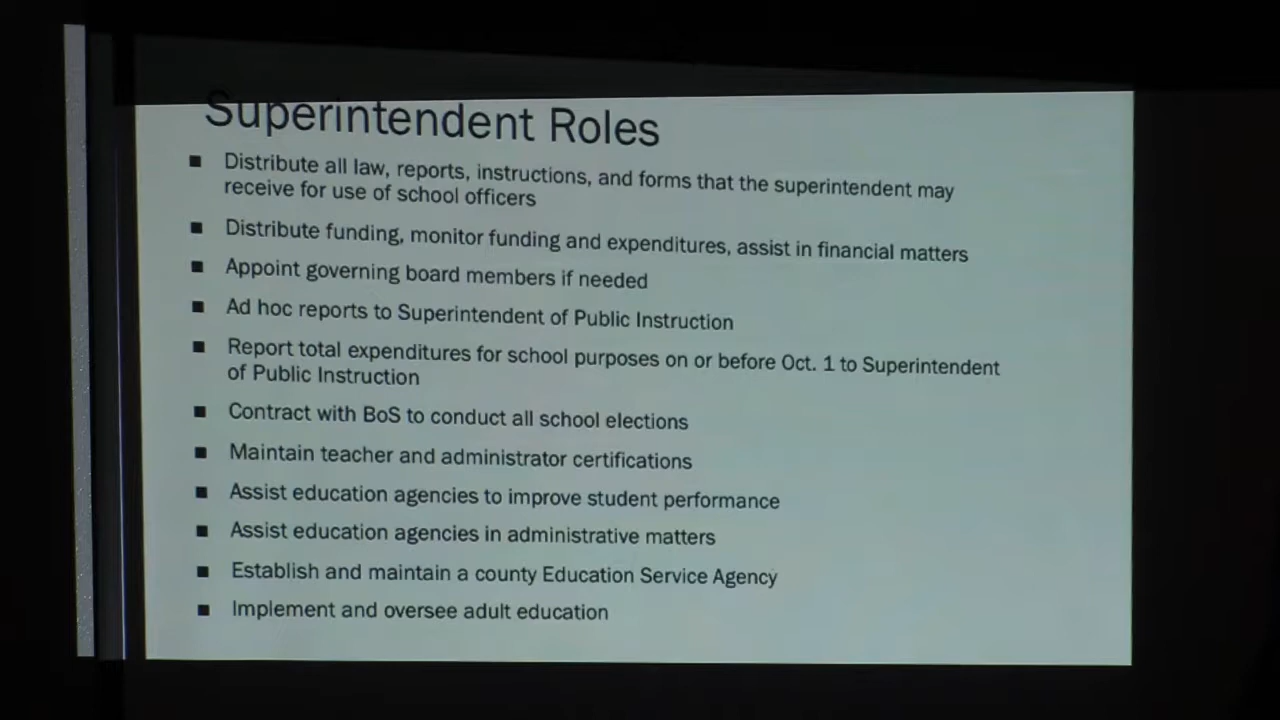 Superintendent Roles
■ Distribute all law, reports, instructions, and forms that the superintendent may
receive for use of school officers
■ Distribute funding, monitor funding and expenditures, assist in financial matters
■ Appoint governing board members if needed
■ Ad hoc reports to Superintendent of Public Instruction
■ Report total expenditures for school purposes on or before Oct. 1 to Superintendent
of Public Instruction
■ Contract with BoS to conduct all school elections
■ Maintain teacher and administrator certifications
■ Assist education agencies to improve student performance
■ Assist education agencies in administrative matters
■ Establish and maintain a county Education Service Agency
■ Implement and oversee adult education